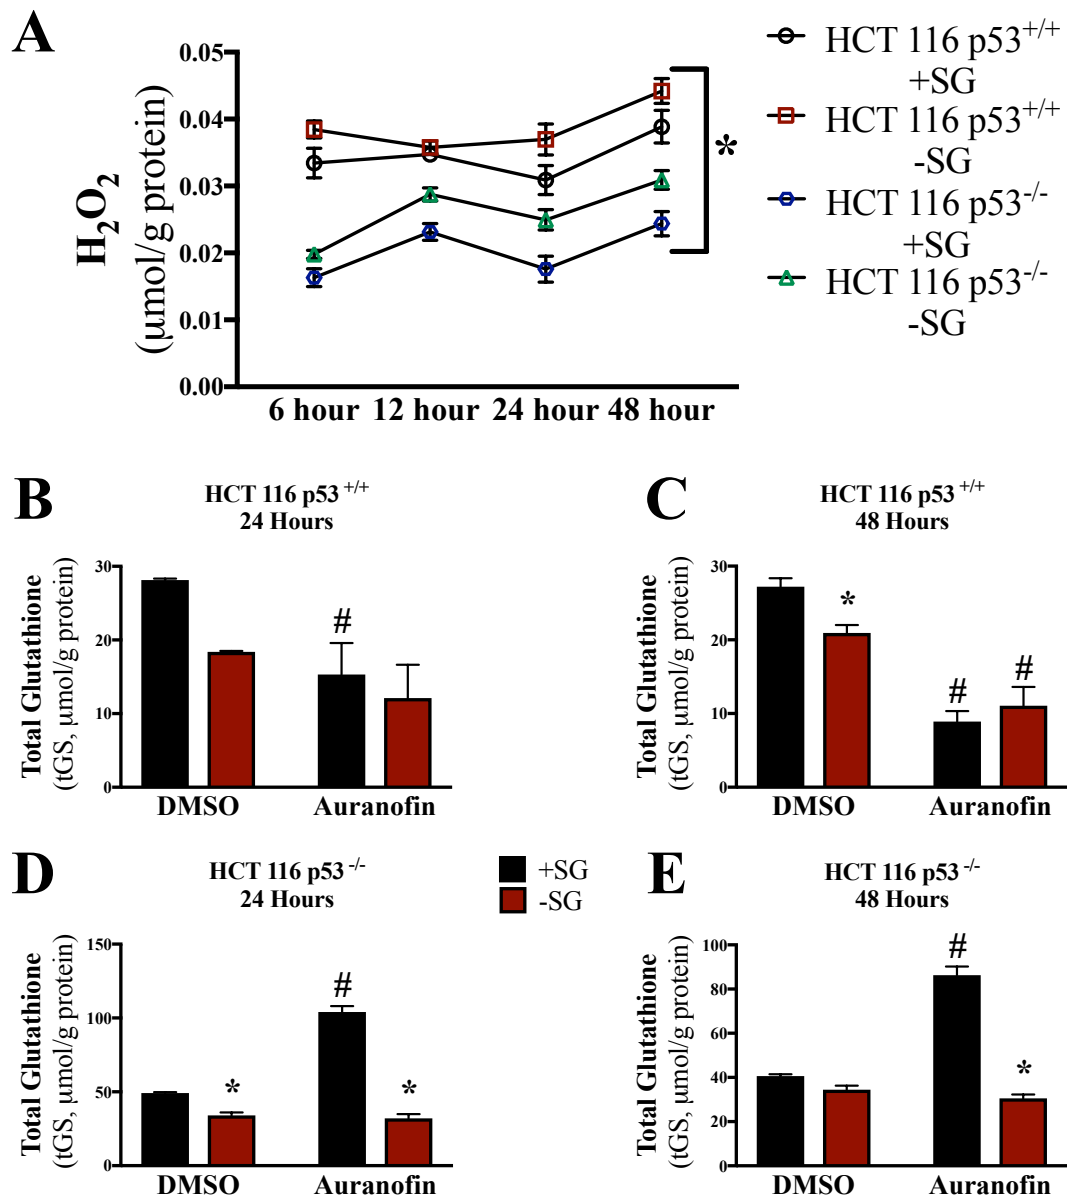 A
H₂O₂
(µmol/g protein)
0.05
0.04
0.03
0.02
0.01
0.00
6 hour 12 hour 24 hour 48 hour
*
HCT 116 p53+/+
+SG
HCT 116 p53+/+
-SG
HCT 116 p53-/-
+SG
HCT 116 p53-/-
-SG
B
HCT 116 p53 +/+
24 Hours
Total Glutathione
(tGS, µmol/g protein)
30
20
10
0
#
DMSO Auranofin
C
HCT 116 p53 +/+
48 Hours
Total Glutathione
(tGS, µmol/g protein)
30
20
10
0
*
#
#
DMSO Auranofin
D
HCT 116 p53 -/-
24 Hours
Total Glutathione
(tGS, µmol/g protein)
150
100
50
0
*
#
*
DMSO Auranofin
+SG
-SG
E
HCT 116 p53 -/-
48 Hours
Total Glutathione
(tGS, µmol/g protein)
100
80
60
40
20
0
#
*
DMSO Auranofin